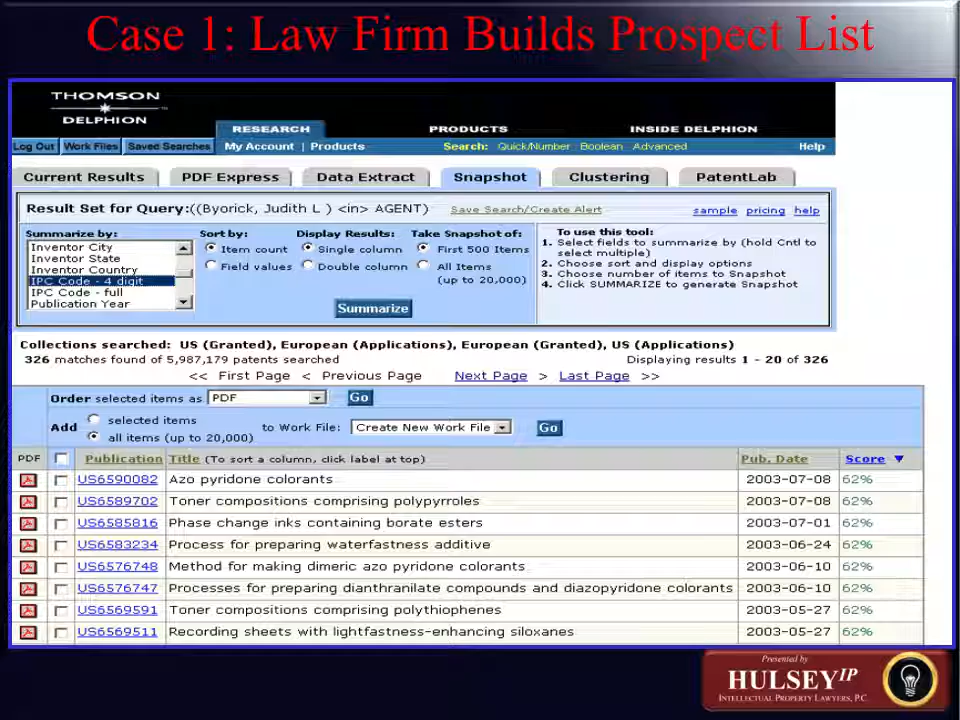 Case 1: Law Firm Builds Prospect List
THOMSON
DELPHION
RESEARCH PRODUCTS INSIDE DELPHION
Log Out Work Files Saved Searches My Account | Products Search: Quick/Number Boolean Advanced Help
Current Results PDF Express Data Extract Snapshot Clustering PatentLab
Result Set for Query:((Byorick, Judith L ) <in> AGENT) Save Search/Create Alert sample pricing help
Summarize by: Sort by: Display Results: Take Snapshot of: To use this tool:
Inventor City Item count Single column First 500 Items 1. Select fields to summarize by (hold Cntl to
Inventor State select multiple)
Inventor Country Field values Double column All Items 2. Choose sort and display options
IPC Code - 4 digit (up to 20,000) 3. Choose number of items to Snapshot
IPC Code - full 4. Click SUMMARIZE to generate Snapshot
Publication Year
Summarize
Collections searched: US (Granted), European (Applications), European (Granted), US (Applications)
326 matches found of 5,987,179 patents searched Displaying results 1 - 20 of 326
<< First Page < Previous Page Next Page > Last Page >>
Order selected items as PDF Go
Add selected items
all items (up to 20,000) to Work File: Create New Work File Go
PDF Publication Title (To sort a column, click label at top) Pub. Date Score
US6590082 Azo pyridone colorants 2003-07-08 62%
US6589702 Toner compositions comprising polypyrroles 2003-07-08 62%
US6585816 Phase change inks containing borate esters 2003-07-01 62%
US6583234 Process for preparing waterfastness additive 2003-06-24 62%
US6576748 Method for making dimeric azo pyridone colorants 2003-06-10 62%
US6576747 Processes for preparing dianthranilate compounds and diazopyridone colorants 2003-06-10 62%
US6569591 Toner compositions comprising polythiophenes 2003-05-27 62%
US6569511 Recording sheets with lightfastness-enhancing siloxanes 2003-05-27 62%
Presented by
HULSEY IP
INTELLECTUAL PROPERTY LAWYERS, P.C.